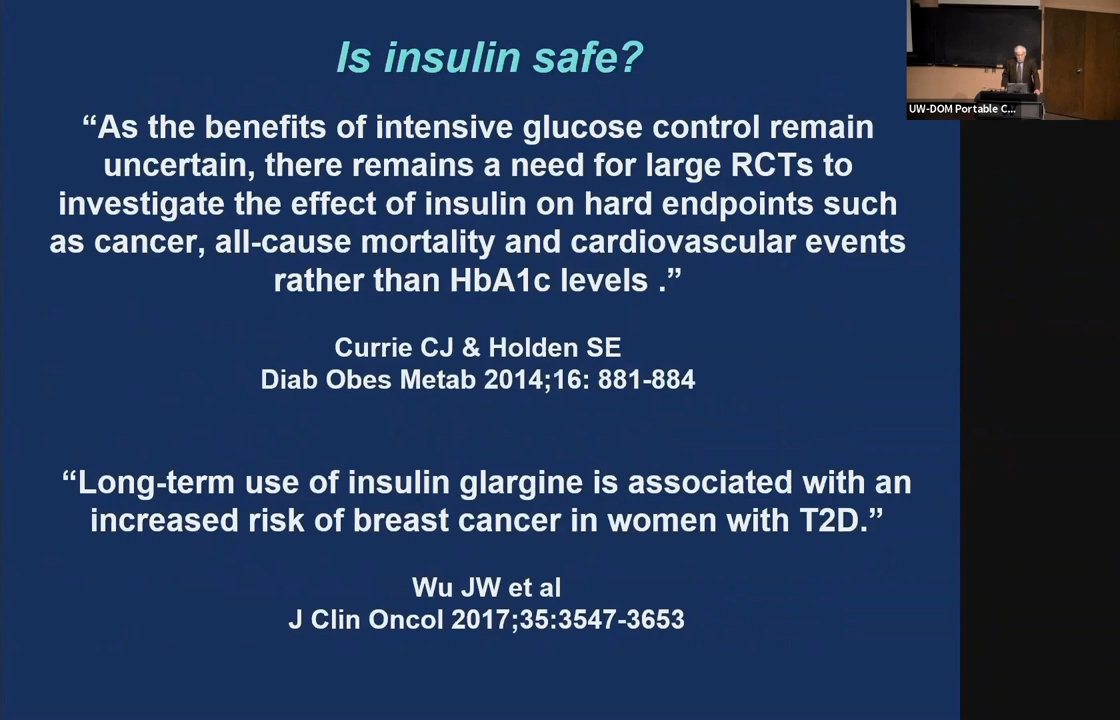 Is insulin safe?
UW-DOM Portable C...
“As the benefits of intensive glucose control remain
uncertain, there remains a need for large RCTs to
investigate the effect of insulin on hard endpoints such
as cancer, all-cause mortality and cardiovascular events
rather than HbA1c levels .”
Currie CJ & Holden SE
Diab Obes Metab 2014;16: 881-884
“Long-term use of insulin glargine is associated with an
increased risk of breast cancer in women with T2D.”
Wu JW et al
J Clin Oncol 2017;35:3547-3653